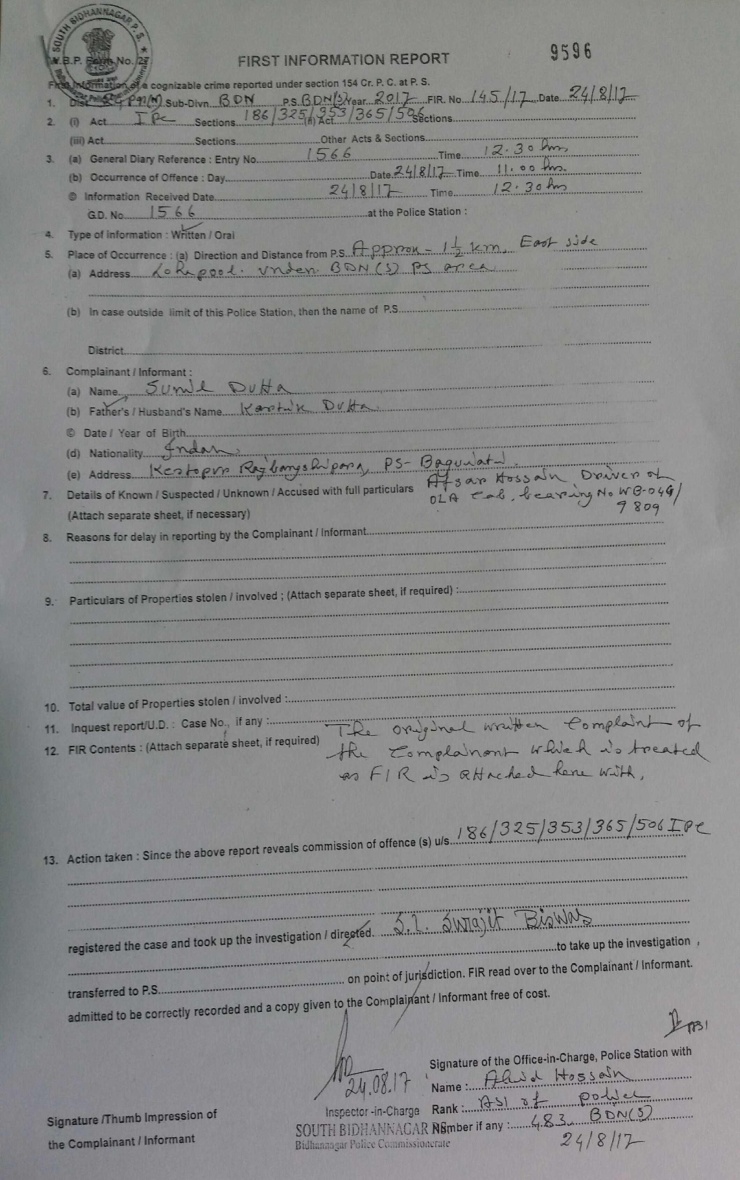 SOUTH BIDHANNAGAR P.S.
W.B.P. Form No. 27
FIRST INFORMATION REPORT
9596
First Information of a cognizable crime reported under section 154 Cr. P. C. at P. S.
1. Dist. Sub-Divn. BDN P.S. BDN(S) Year 2017 FIR. No. 145/17 Date 24/8/17
2. (i) Act IPC Sections 186/325/353/365/506 (ii) Act Sections
(iii) Act Sections Other Acts & Sections
3. (a) General Diary Reference : Entry No. 1566 Time 12.30 hrs
(b) Occurrence of Offence : Day Date 24/8/17 Time 11.00 hrs.
© Information Received Date 24/8/17 Time 12.30 hrs
G.D. No. 1566 at the Police Station :
4. Type of information : Written / Oral
5. Place of Occurrence : (a) Direction and Distance from P.S. Approx - 1½ km, East side
(a) Address Lohapool. under BDN(S) PS area
(b) In case outside limit of this Police Station, then the name of P.S.
District
6. Complainant / Informant :
(a) Name Sunil Dutta
(b) Father's / Husband's Name Kartik Dutta
© Date / Year of Birth
(d) Nationality Indan
(e) Address Kestopur Rajbangshipara, PS- Baguiati
7. Details of Known / Suspected / Unknown / Accused with full particulars Afsar Hossain Driver of
(Attach separate sheet, if necessary) OLA Cab, bearing No WB-04G/
9809
8. Reasons for delay in reporting by the Complainant / Informant
9. Particulars of Properties stolen / involved ; (Attach separate sheet, if required) :
10. Total value of Properties stolen / involved :
11. Inquest report/U.D. : Case No., if any :
12. FIR Contents : (Attach separate sheet, if required) The original written Complaint of
the Complainant which is treated
as FIR is attached here with,
13. Action taken : Since the above report reveals commission of offence (s) u/s. 186/325/353/365/506 IPC
registered the case and took up the investigation / directed. S.I. Surajit Biswas
to take up the investigation ,
transferred to P.S. on point of jurisdiction. FIR read over to the Complainant / Informant.
admitted to be correctly recorded and a copy given to the Complainant / Informant free of cost.
24.08.17
Signature of the Office-in-Charge, Police Station with
Name : Abid Hossain
Inspector -in-Charge Rank : ASI of police
Signature /Thumb Impression of
the Complainant / Informant
SOUTH BIDHANNAGAR PS
Bidhannagar Police Commissionerate
Number if any : 483 BDN(S)
24/8/17